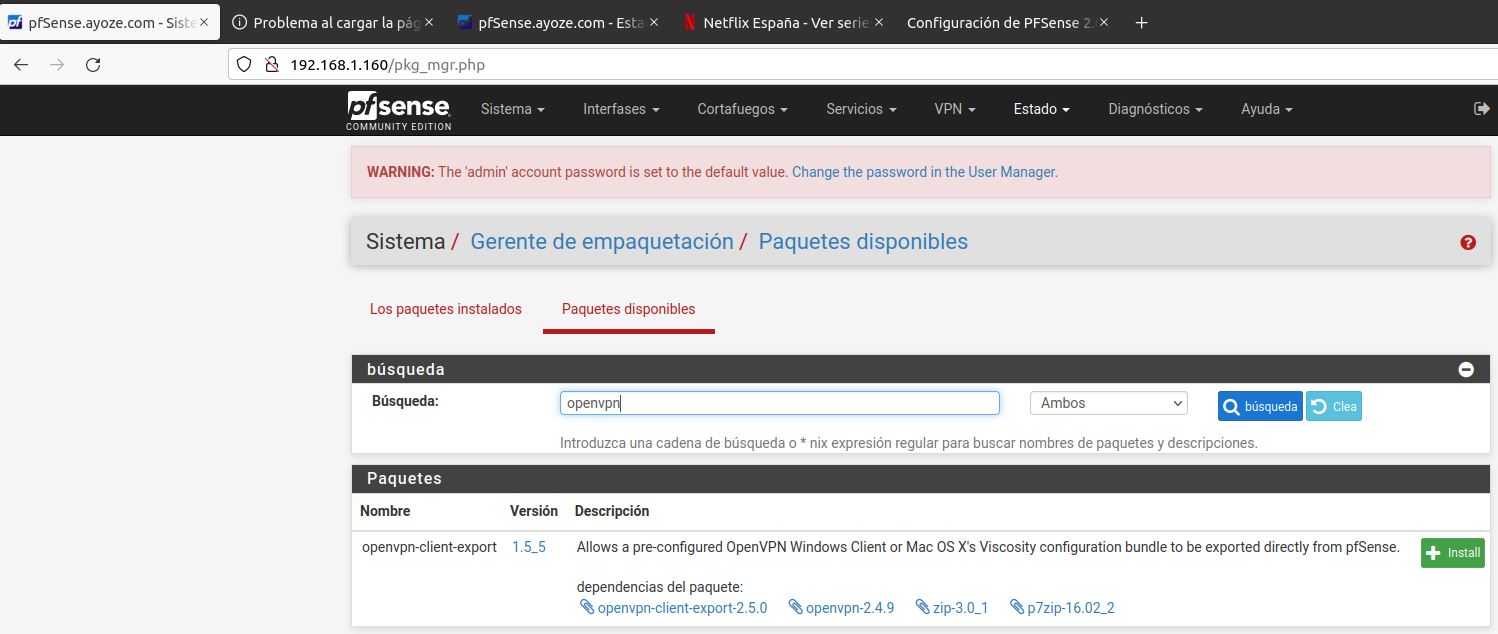 pfSense.ayoze.com - Siste × Problema al cargar la pág × pfSense.ayoze.com - Esta × Netflix España - Ver serie × Configuración de PFSense 2. × +
192.168.1.160/pkg_mgr.php
pfsense Sistema Interfases Cortafuegos Servicios VPN Estado Diagnósticos Ayuda
COMMUNITY EDITION
WARNING: The 'admin' account password is set to the default value. Change the password in the User Manager.
Sistema / Gerente de empaquetación / Paquetes disponibles
Los paquetes instalados Paquetes disponibles
búsqueda
Búsqueda: openvpn Ambos búsqueda Clea
Introduzca una cadena de búsqueda o * nix expresión regular para buscar nombres de paquetes y descripciones.
Paquetes
Nombre Versión Descripción
openvpn-client-export 1.5_5 Allows a pre-configured OpenVPN Windows Client or Mac OS X's Viscosity configuration bundle to be exported directly from pfSense. Install
dependencias del paquete:
openvpn-client-export-2.5.0 openvpn-2.4.9 zip-3.0_1 p7zip-16.02_2